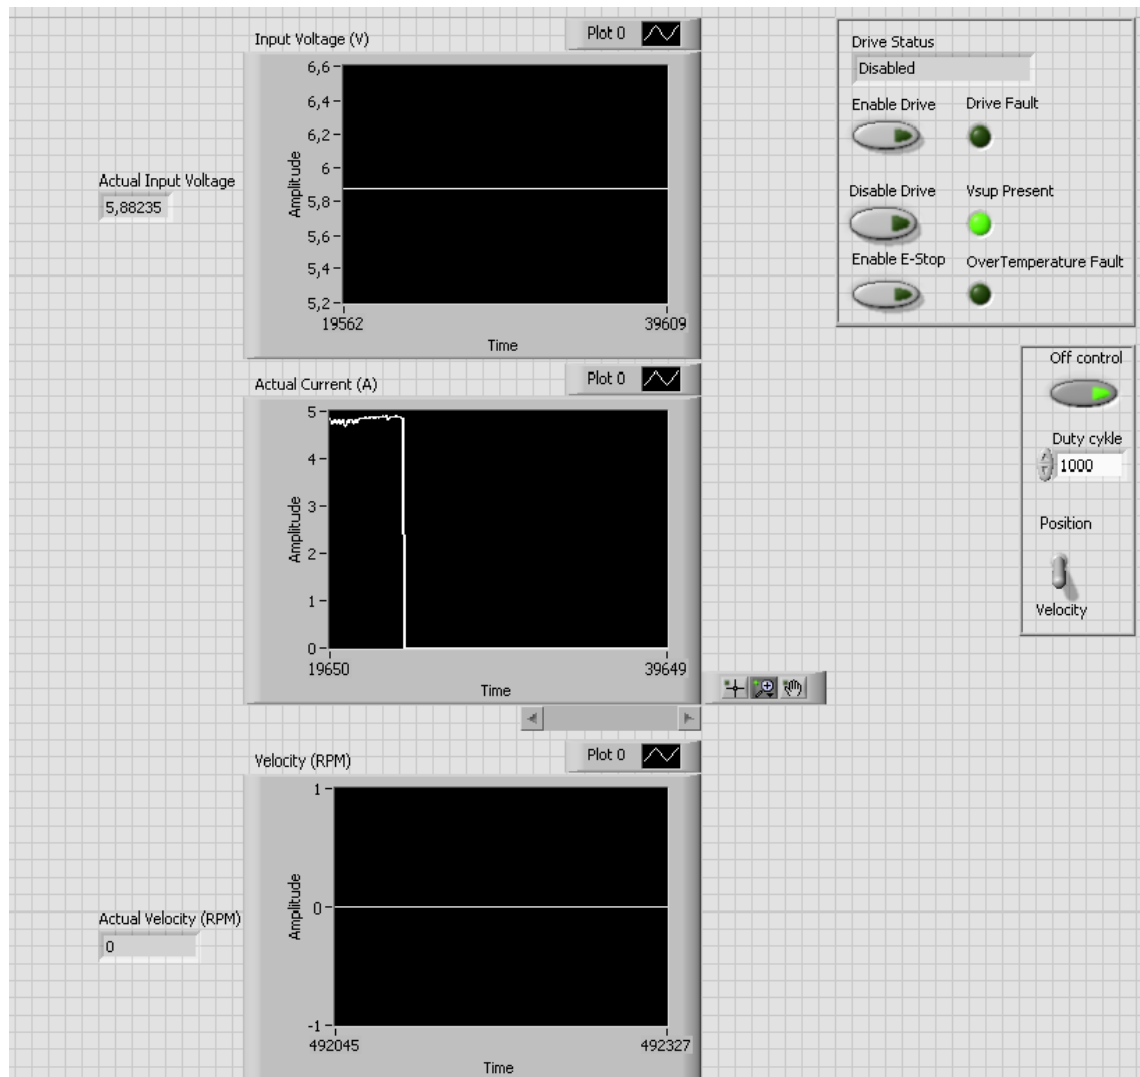 Input Voltage (V)
Plot 0
6,6
6,4
6,2
6
5,8
5,6
5,4
5,2
Amplitude
19562
39609
Time
Actual Input Voltage
5,88235
Drive Status
Disabled
Enable Drive
Drive Fault
Disable Drive
Vsup Present
Enable E-Stop
OverTemperature Fault
Off control
Duty cykle
1000
Position
Velocity
Actual Current (A)
Plot 0
5
4
3
2
1
0
Amplitude
19650
39649
Time
Velocity (RPM)
Plot 0
1
0
-1
Amplitude
492045
492327
Time
Actual Velocity (RPM)
0